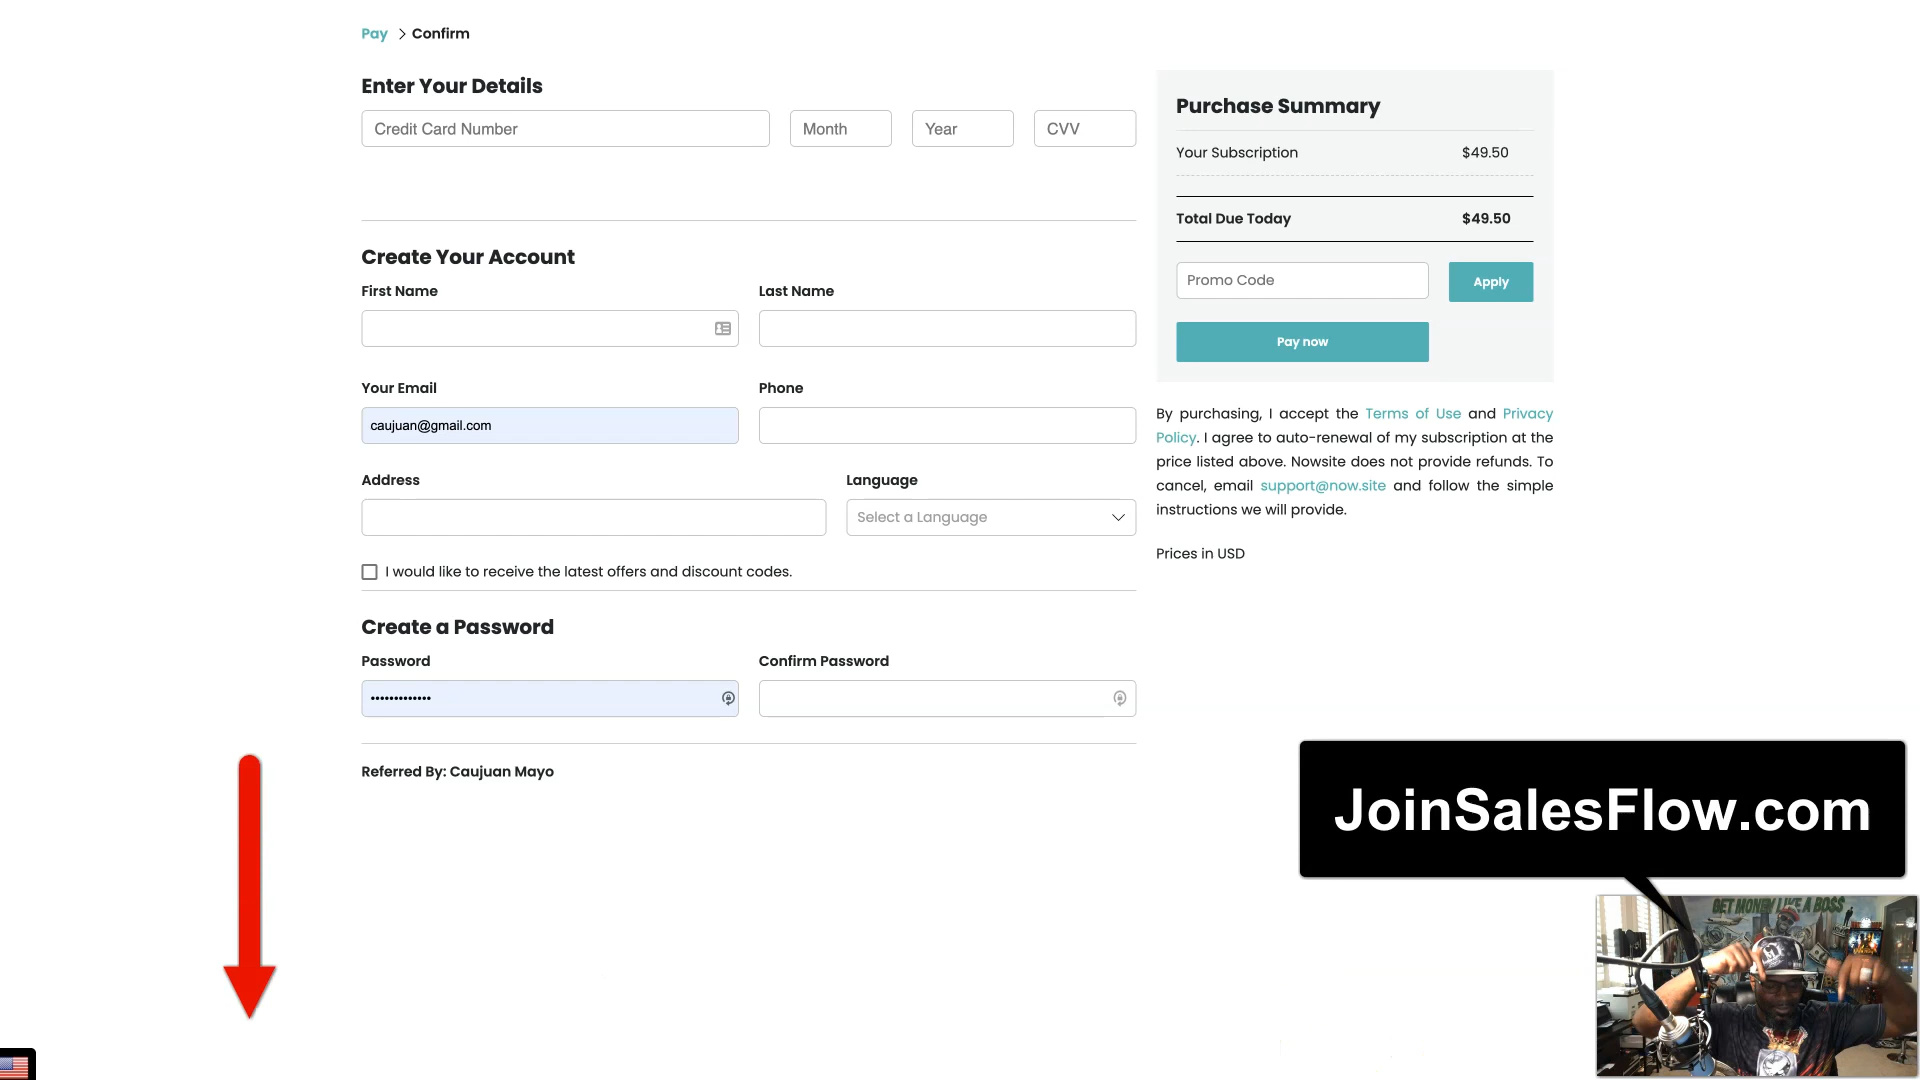 Pay > Confirm
Enter Your Details
Credit Card Number
Month
Year
CVV
Create Your Account
First Name
Last Name
Your Email
caujuan@gmail.com
Phone
Address
Language
Select a Language
I would like to receive the latest offers and discount codes.
Create a Password
Password
•••••••••••••
Confirm Password
Referred By: Caujuan Mayo
Purchase Summary
Your Subscription $49.50
Total Due Today $49.50
Promo Code
Apply
Pay now
By purchasing, I accept the Terms of Use and Privacy
Policy. I agree to auto-renewal of my subscription at the
price listed above. Nowsite does not provide refunds. To
cancel, email support@now.site and follow the simple
instructions we will provide.
Prices in USD
JoinSalesFlow.com
GET MONEY LIKE A BOSS